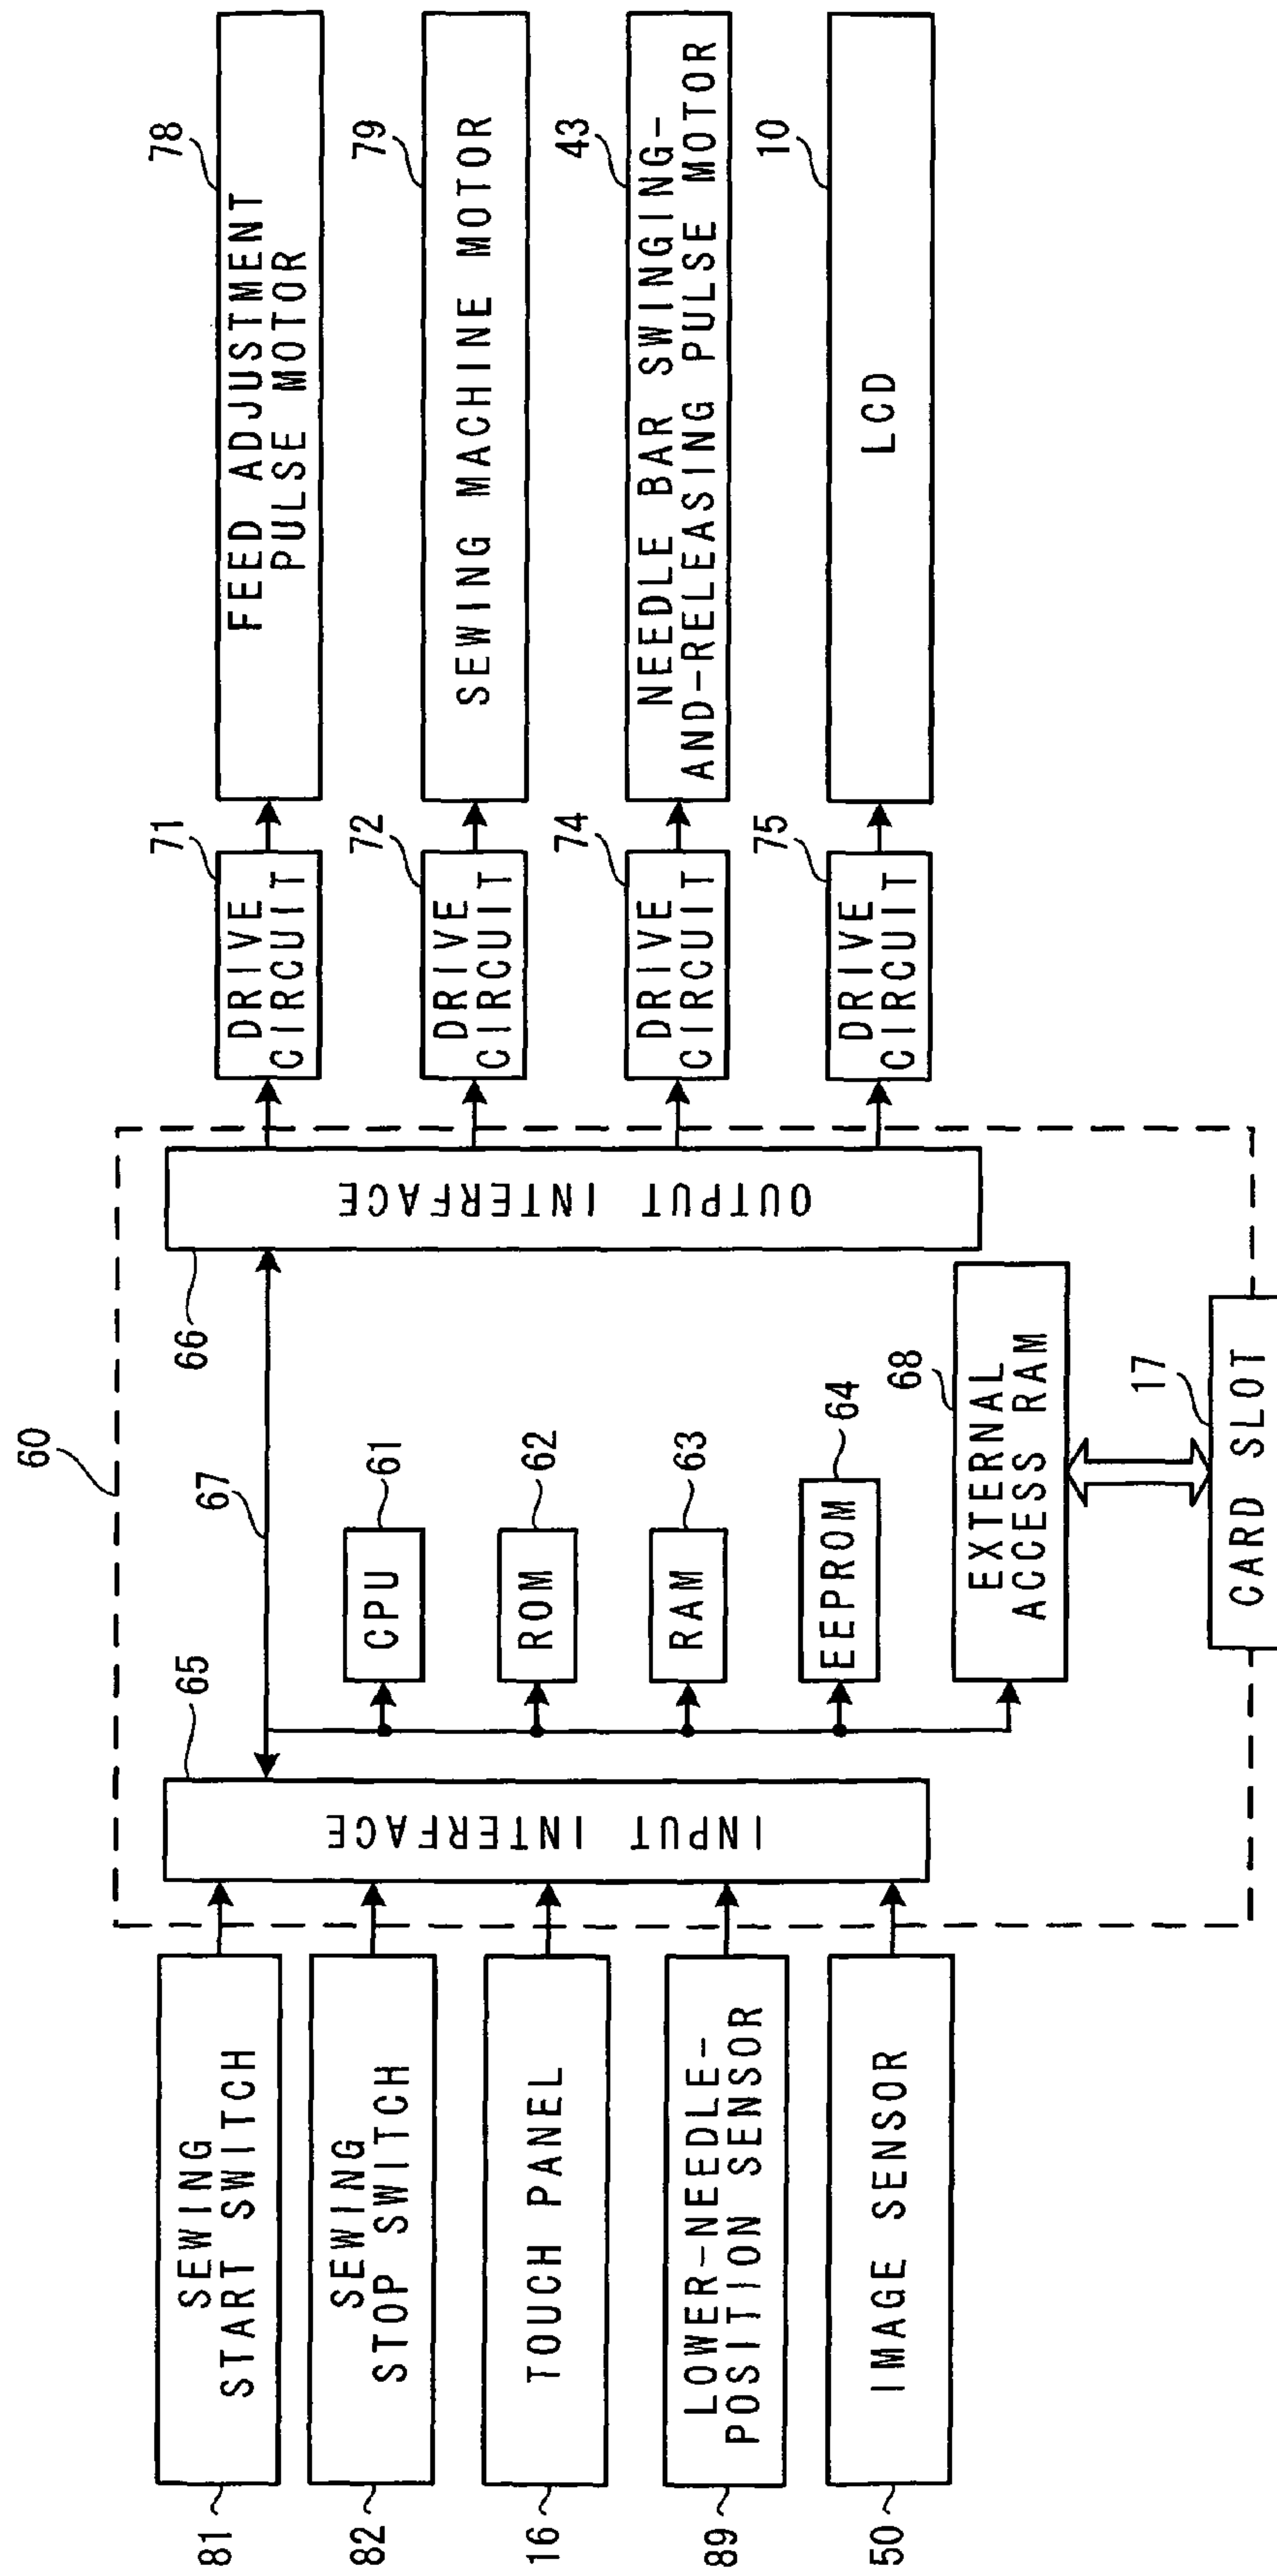 60
81
SEWING
START SWITCH
82
SEWING
STOP SWITCH
16
TOUCH PANEL
89
LOWER-NEEDLE-
POSITION SENSOR
50
IMAGE SENSOR
65
INPUT INTERFACE
67
61
CPU
62
ROM
63
RAM
64
EEPROM
68
EXTERNAL
ACCESS RAM
17
CARD SLOT
66
OUTPUT INTERFACE
71
DRIVE
CIRCUIT
78
FEED ADJUSTMENT
PULSE MOTOR
72
DRIVE
CIRCUIT
79
SEWING MACHINE MOTOR
74
DRIVE
CIRCUIT
43
NEEDLE BAR SWINGING-
AND-RELEASING PULSE MOTOR
75
DRIVE
CIRCUIT
10
LCD